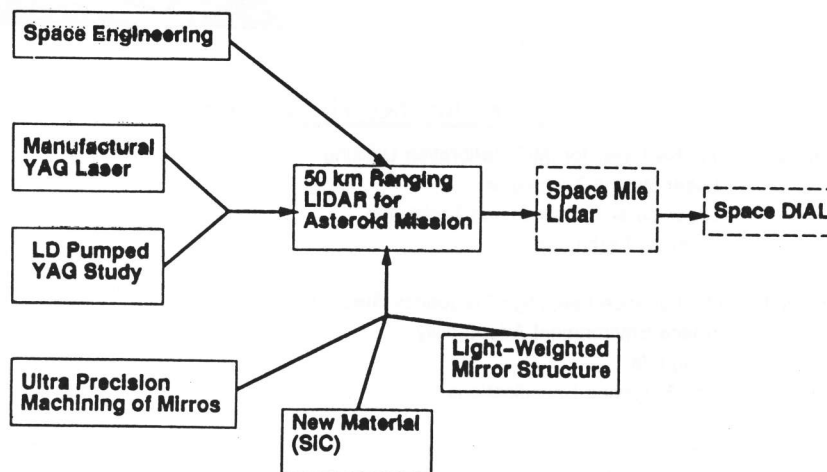 Space Engineering
Manufactural
YAG Laser
50 km Ranging
LIDAR for
Asteroid Mission
Space Mie
Lidar
Space DIAL
LD Pumped
YAG Study
Light-Weighted
Mirror Structure
Ultra Precision
Machining of Mirros
New Material
(SiC)